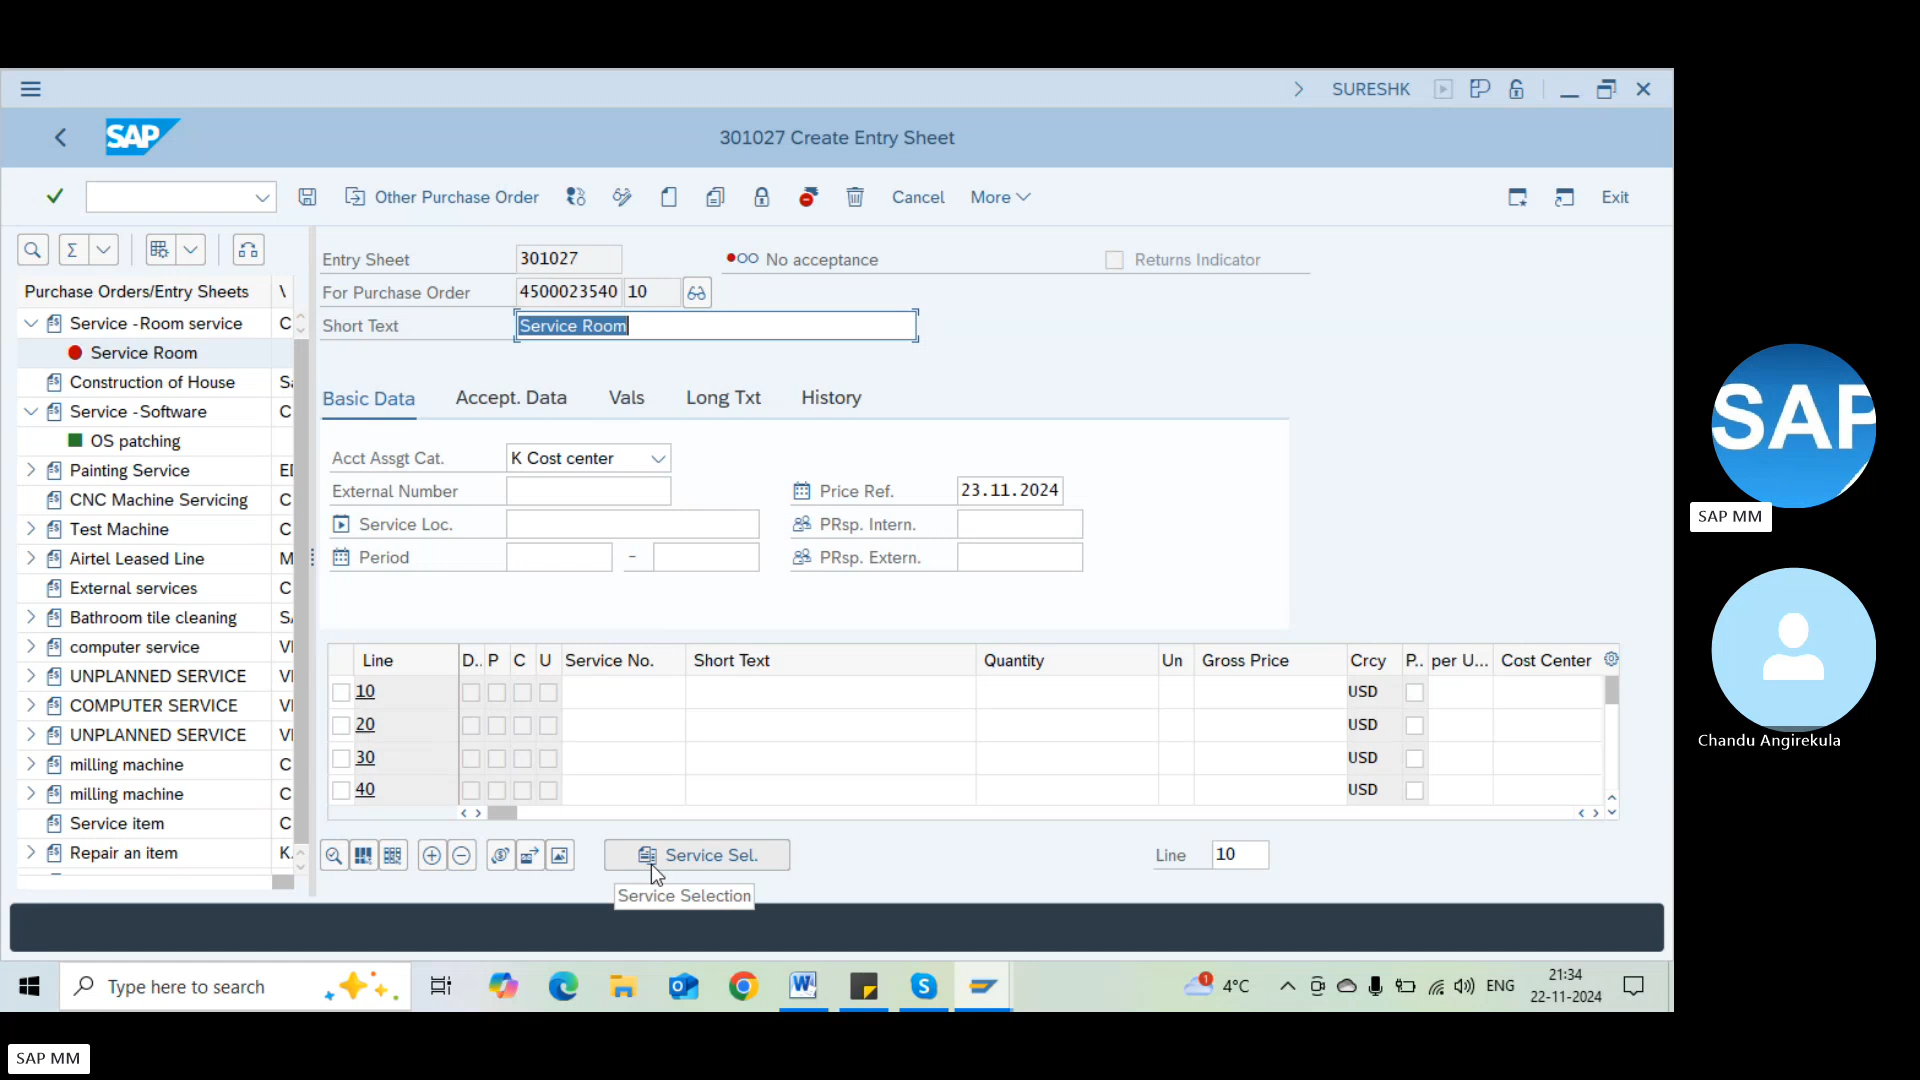 SURESHK
SAP
301027 Create Entry Sheet
Other Purchase Order
Cancel
More
Exit
Purchase Orders/Entry Sheets \
Service -Room service C
Service Room
Construction of House
Service -Software C
OS patching
Painting Service
CNC Machine Servicing C
Test Machine C
Airtel Leased Line M
External services C
Bathroom tile cleaning
computer service
UNPLANNED SERVICE
COMPUTER SERVICE
UNPLANNED SERVICE
milling machine C
milling machine C
Service item C
Repair an item K.
Entry Sheet 301027 No acceptance Returns Indicator
For Purchase Order 4500023540 10
Short Text Service Room
Basic Data Accept. Data Vals Long Txt History
Acct Assgt Cat. K Cost center
External Number Price Ref. 23.11.2024
Service Loc. PRsp. Intern.
Period - PRsp. Extern.
Line D.. P C U Service No. Short Text Quantity Un Gross Price Crcy P.. per U... Cost Center
10 USD
20 USD
30 USD
40 USD
Service Sel. Line 10
Service Selection
Type here to search
1 4°C ENG 21:34
22-11-2024
SAP
SAP MM
Chandu Angirekula
SAP MM